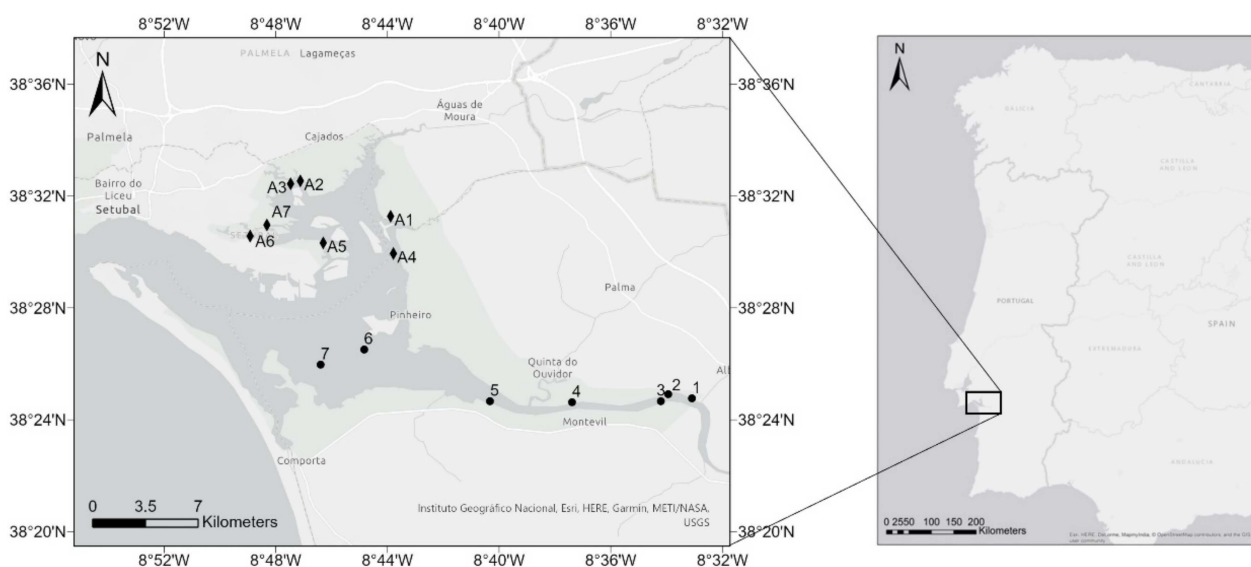 8°52'W 8°48'W 8°44'W 8°40'W 8°36'W 8°32'W
N
PALMELA Lagameças
38°36'N 38°36'N
Águas de
Moura
Palmela
Cajados
Bairro do
Liceu
Setubal
38°32'N 38°32'N
A3 A2
A7
A1
A6
A5
A4
Palma
38°28'N 38°28'N
Pinheiro
6
7
Quinta do
Ouvidor
5
4
3
2
1
38°24'N 38°24'N
Montevil
Comporta
0 3.5 7
Kilometers
Instituto Geográfico Nacional, Esri, HERE, Garmin, METI/NASA,
USGS
38°20'N 38°20'N
8°52'W 8°48'W 8°44'W 8°40'W 8°36'W 8°32'W
N
CANTABRIA
GALICIA
CASTILLA
AND LEON
CASTILLA
AND LEON
PORTUGAL
SPAIN
EXTREMADURA
ANDALUCIA
0 2550 100 150 200
Kilometers